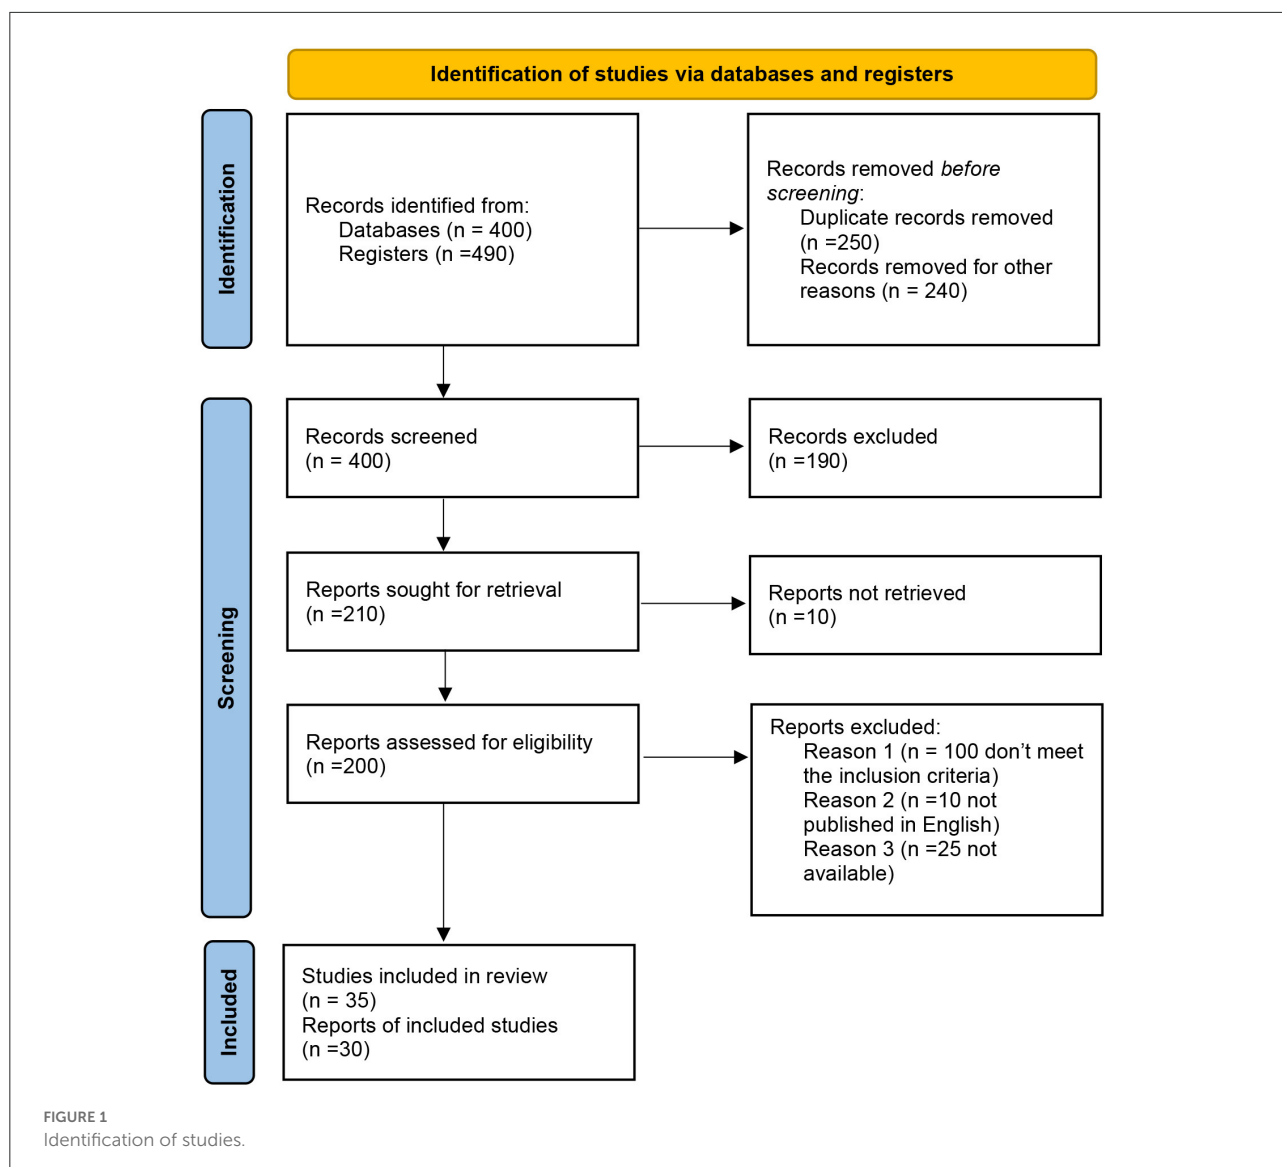 Identification of studies via databases and registers
Identification
Records identified from:
Databases (n = 400)
Registers (n =490)
Records removed before
screening:
Duplicate records removed
(n =250)
Records removed for other
reasons (n = 240)
Screening
Records screened
(n = 400)
Records excluded
(n =190)
Reports sought for retrieval
(n =210)
Reports not retrieved
(n =10)
Reports assessed for eligibility
(n =200)
Reports excluded:
Reason 1 (n = 100 don’t meet
the inclusion criteria)
Reason 2 (n =10 not
published in English)
Reason 3 (n =25 not
available)
Included
Studies included in review
(n = 35)
Reports of included studies
(n =30)
FIGURE 1
Identification of studies.